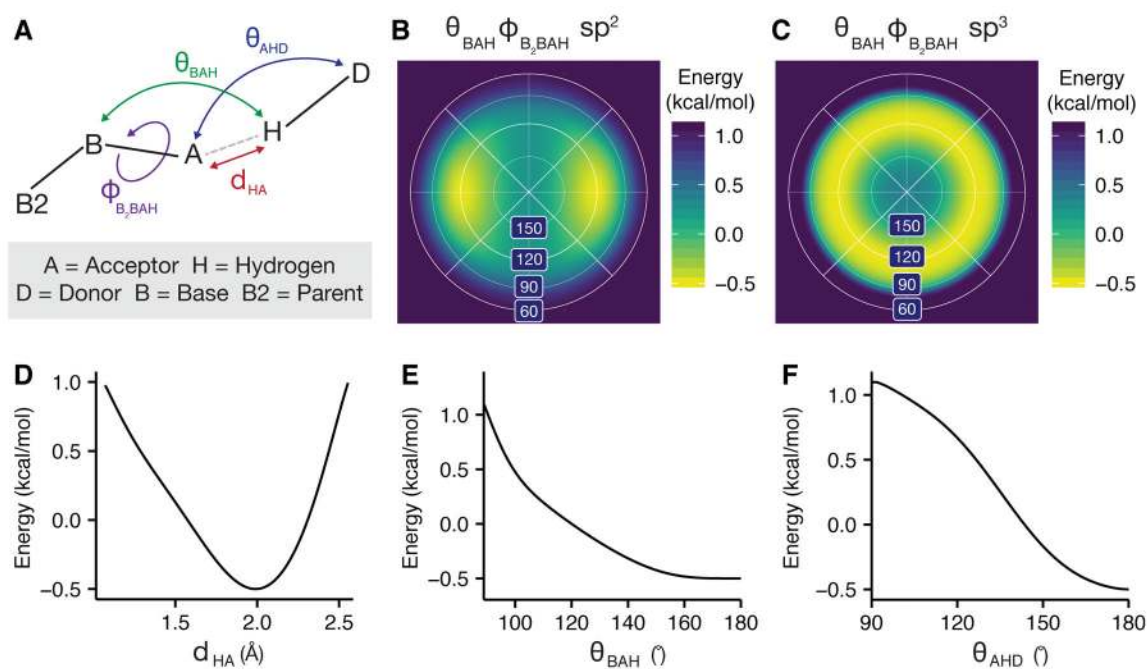 A
θAHD
D
θBAH
H
B
A
dHA
B2
ϕB2BAH
A = Acceptor H = Hydrogen
D = Donor B = Base B2 = Parent
B
θBAH ϕB2BAH sp2
150
120
90
60
Energy
(kcal/mol)
1.0
0.5
0.0
−0.5
C
θBAH ϕB2BAH sp3
150
120
90
60
Energy
(kcal/mol)
1.0
0.5
0.0
−0.5
D
Energy (kcal/mol)
1.0
0.5
0.0
−0.5
1.5 2.0 2.5
dHA (Å)
E
Energy (kcal/mol)
1.0
0.5
0.0
−0.5
100 120 140 160 180
θBAH (°)
F
Energy (kcal/mol)
1.0
0.5
0.0
−0.5
90 120 150 180
θAHD (°)